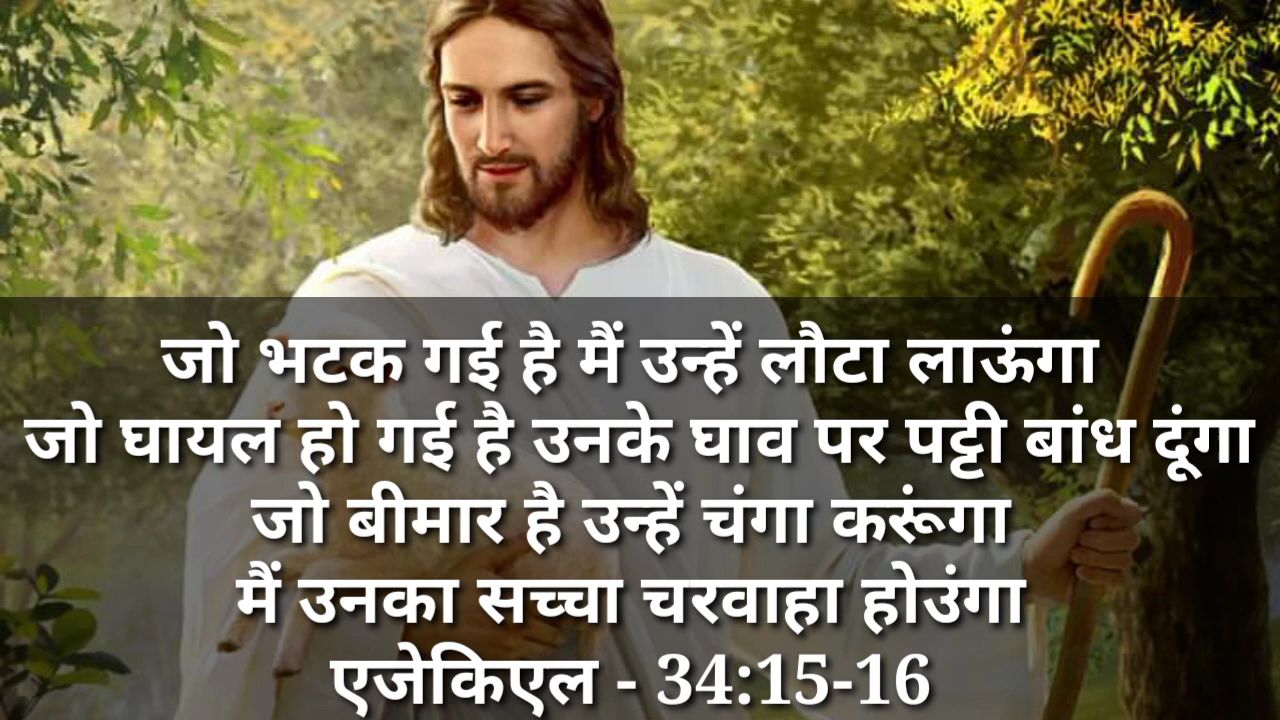 जो भटक गई है मैं उन्हें लौटा लाऊंगा
जो घायल हो गई है उनके घाव पर पट्टी बांध दूंगा
जो बीमार है उन्हें चंगा करूंगा
मैं उनका सच्चा चरवाहा होउंगा
एजेकिएल - 34:15-16